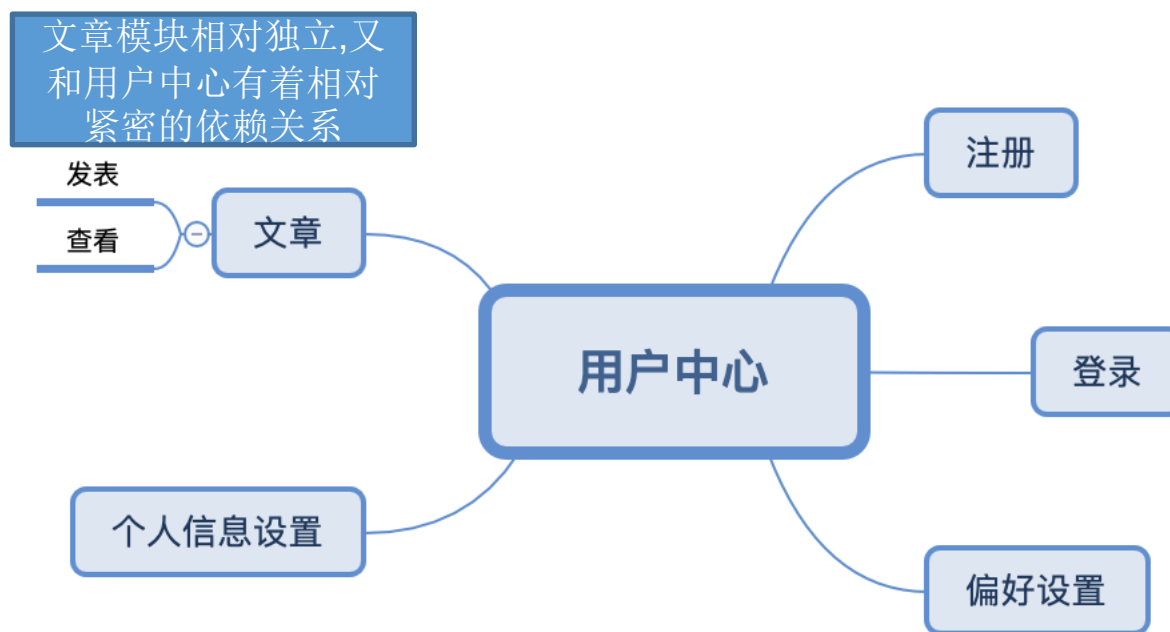 文章模块相对独立,又
和用户中心有着相对
紧密的依赖关系
发表
查看
文章
注册
用户中心
登录
个人信息设置
偏好设置